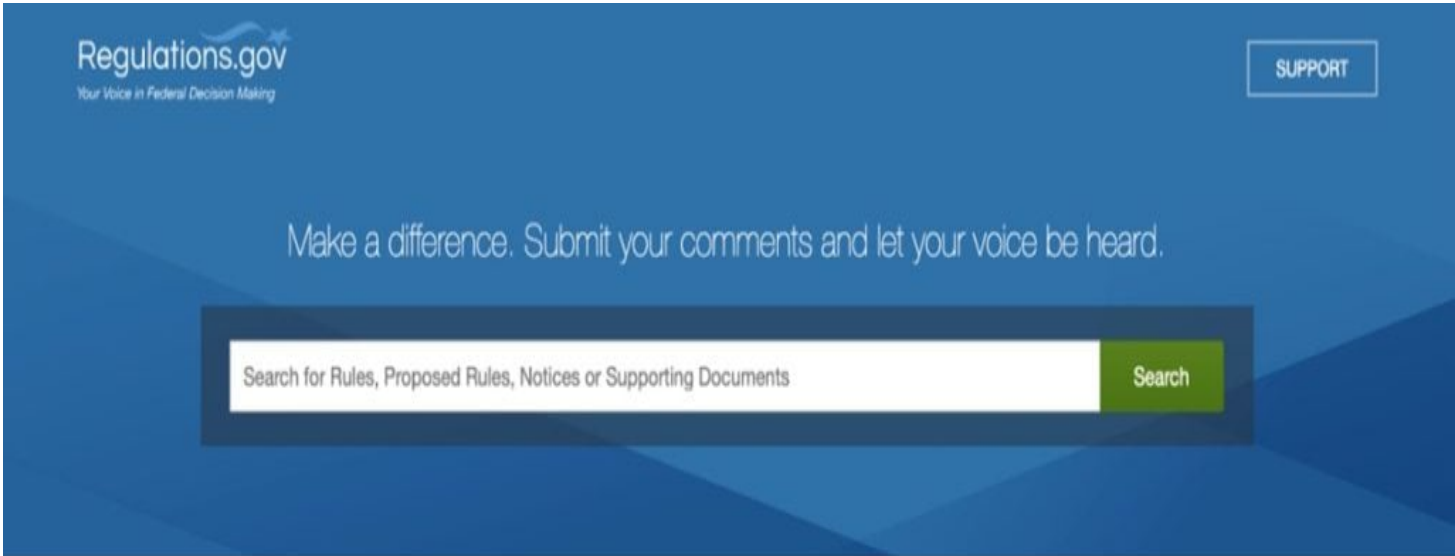 Regulations.gov
Your Voice in Federal Decision Making
SUPPORT
Make a difference. Submit your comments and let your voice be heard.
Search for Rules, Proposed Rules, Notices or Supporting Documents
Search